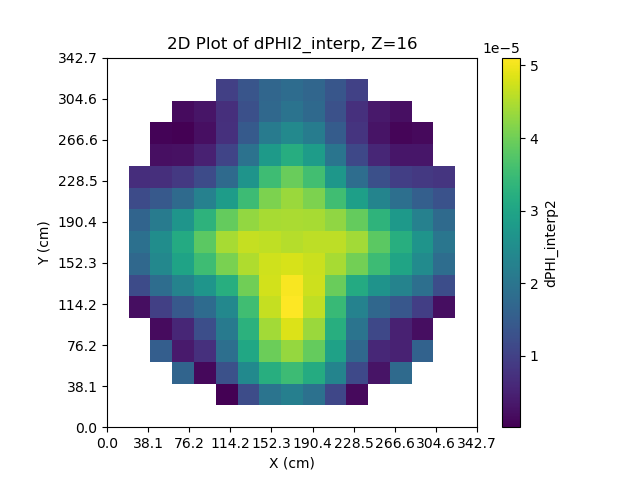 2D Plot of dPHI2_interp, Z=16
1e−5
342.7
304.6
266.6
228.5
190.4
152.3
114.2
76.2
38.1
0.0
Y (cm)
0.0 38.1 76.2 114.2 152.3 190.4 228.5 266.6 304.6 342.7
X (cm)
5
4
3
2
1
dPHI_interp2